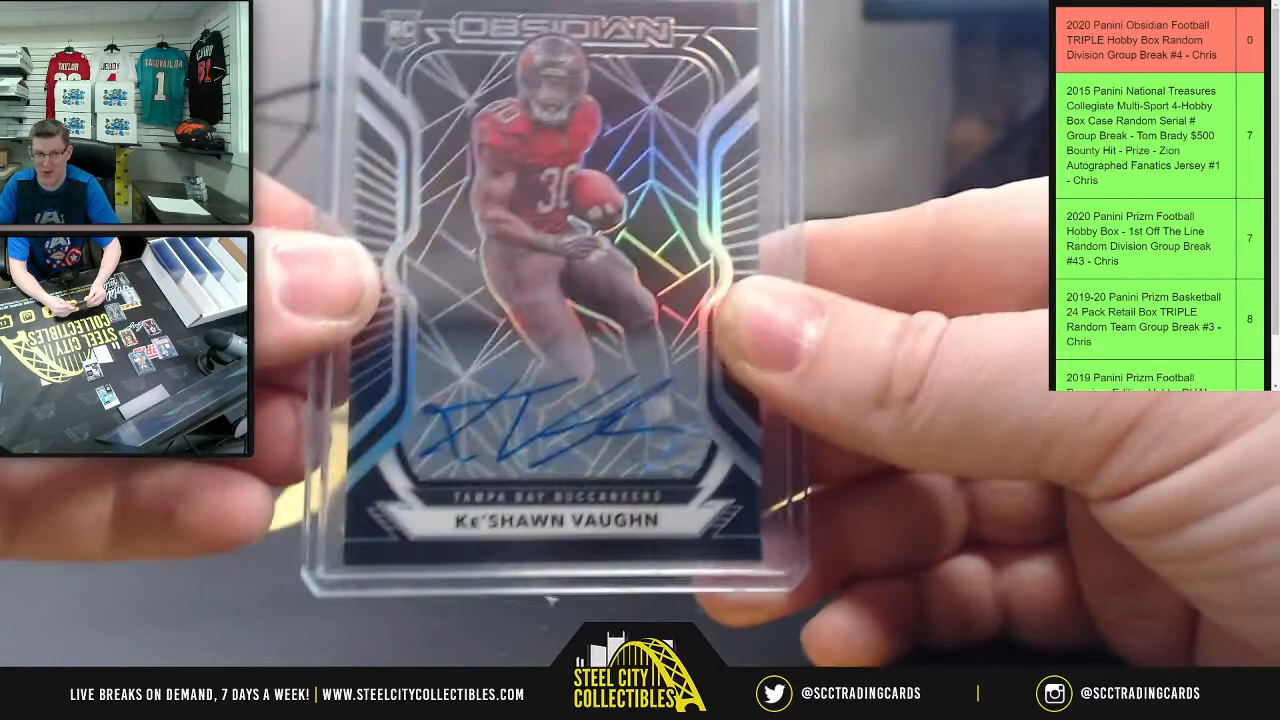 RC
OBSIDIAN
30
TAMPA BAY BUCCANEERS
KE'SHAWN VAUGHN
TAYLOR
JEUDY
TAGOVAILOA
1
STEEL CITY
COLLECTIBLES
2020 Panini Obsidian Football
TRIPLE Hobby Box Random
Division Group Break #4 - Chris
0
2015 Panini National Treasures
Collegiate Multi-Sport 4-Hobby
Box Case Random Serial #
Group Break - Tom Brady $500
Bounty Hit - Prize - Zion
Autographed Fanatics Jersey #1
- Chris
7
2020 Panini Prizm Football
Hobby Box - 1st Off The Line
Random Division Group Break
#43 - Chris
7
2019-20 Panini Prizm Basketball
24 Pack Retail Box TRIPLE
Random Team Group Break #3 -
Chris
8
2019 Panini Prizm Football
LIVE BREAKS ON DEMAND, 7 DAYS A WEEK! | WWW.STEELCITYCOLLECTIBLES.COM
STEEL CITY
COLLECTIBLES
@SCCTRADINGCARDS
@SCCTRADINGCARDS